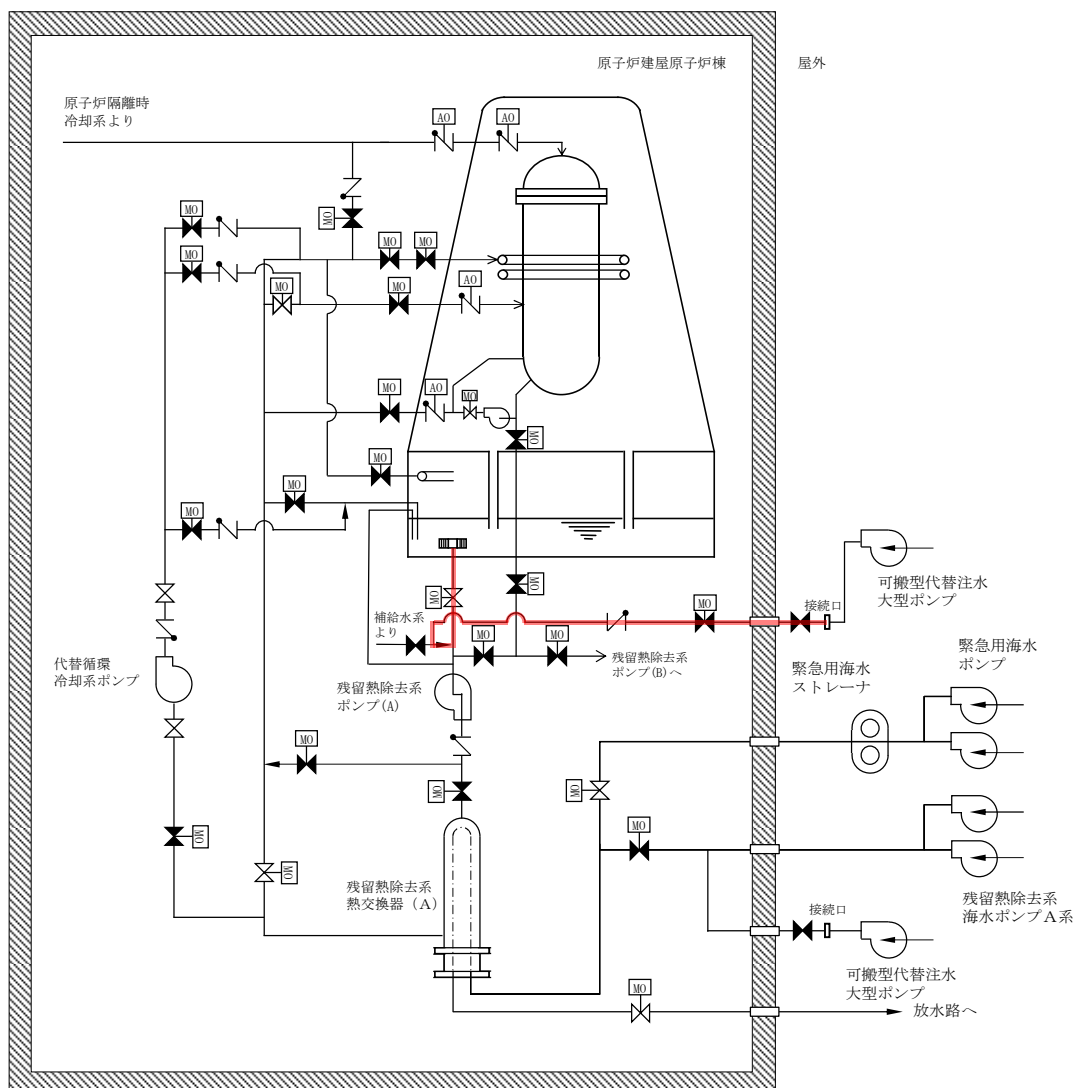 原子炉建屋原子炉棟
屋外
原子炉隔離時
冷却系より
AO
AO
MO
MO
MO
MO
MO
MO
MO
AO
MO
MO
AO
MO
MO
MO
MO
MO
MO
MO
MO
補給水系
より
MO
MO
MO
接続口
可搬型代替注水
大型ポンプ
残留熱除去系
ポンプ(B)へ
代替循環
冷却系ポンプ
残留熱除去系
ポンプ(A)
緊急用海水
ストレーナ
緊急用海水
ポンプ
MO
MO
MO
MO
MO
MO
残留熱除去系
熱交換器（A）
残留熱除去系
海水ポンプA系
接続口
可搬型代替注水
大型ポンプ
MO
放水路へ